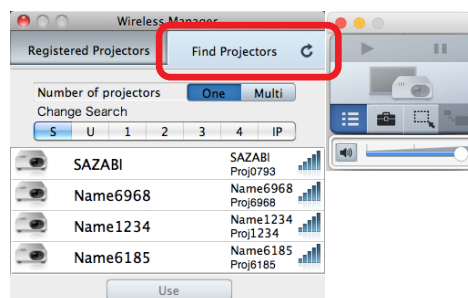 Wireless Manager
Registered Projectors Find Projectors
Number of projectors One Multi
Change Search
S U 1 2 3 4 IP
SAZABI SAZABI
Proj0793
Name6968 Name6968
Proj6968
Name1234 Name1234
Proj1234
Name6185 Name6185
Proj6185
Use